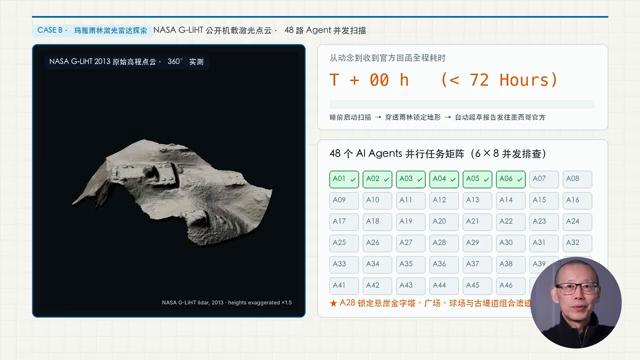 CASE B · 玛雅雨林激光雷达探索 NASA G-LiHT 公开机载激光点云 · 48 路 Agent 并发扫描
NASA G-LiHT 2013 原始高程点云 · 360° 实测
NASA G-LiHT lidar, 2013 · heights exaggerated ×1.5
从动念到收到官方回函全程耗时
T + 00 h (< 72 Hours)
睡前启动扫描 → 穿透雨林锁定地形 → 自动起草报告发往墨西哥官方
48 个 AI Agents 并行任务矩阵（6 × 8 并发排查）
A01 ✓ A02 ✓ A03 ✓ A04 ✓ A05 ✓ A06 ✓ A07 A08
A09 A10 A11 A12 A13 A14 A15 A16
A17 A18 A19 A20 A21 A22 A23 A24
A25 A26 A27 A28 A29 A30 A31 A32
A33 A34 A35 A36 A37 A38 A39
A41 A42 A43 A44 A45 A46
★ A28 锁定悬崖金字塔、广场、球场与古堤道组合